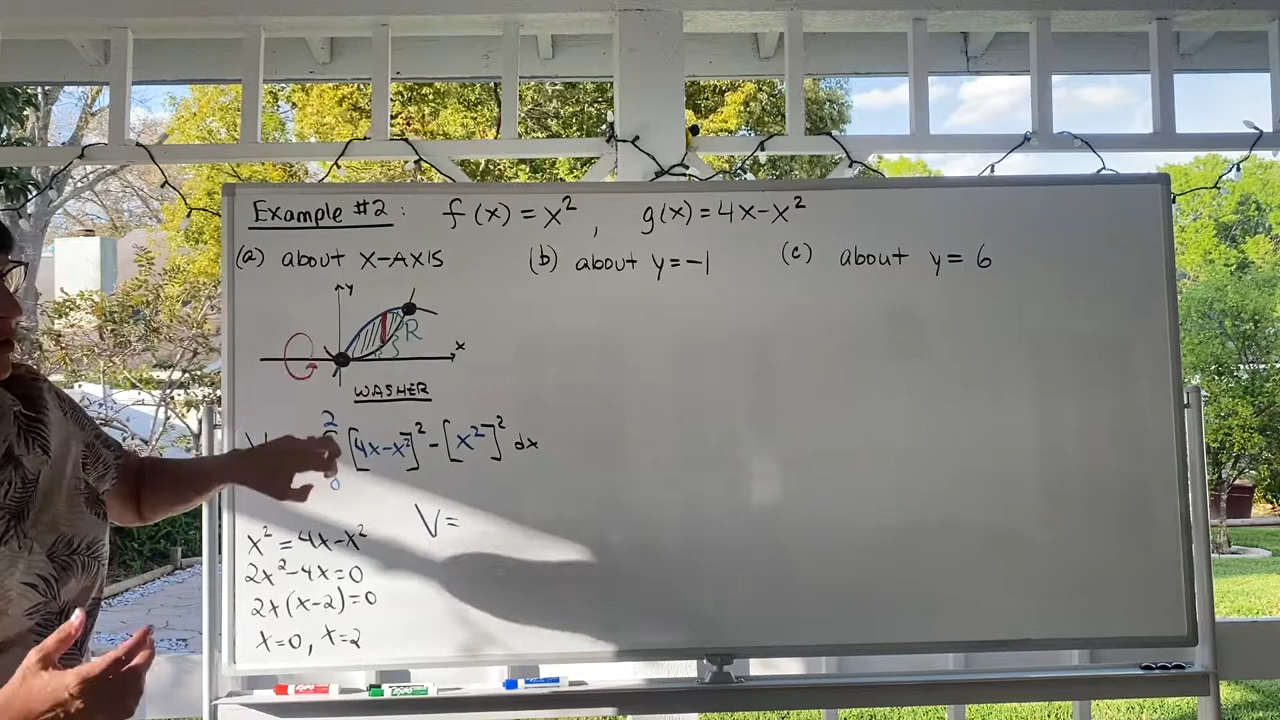 Example #2: f(x) = x², g(x) = 4x-x²
(a) about X-AXIS (b) about y=-1 (c) about y=6
y
R
x
WASHER
V 2 0 [4x-x²]² - [x²]² dx
V=
x² = 4x-x²
2x²-4x=0
2x(x-2)=0
x=0, x=2